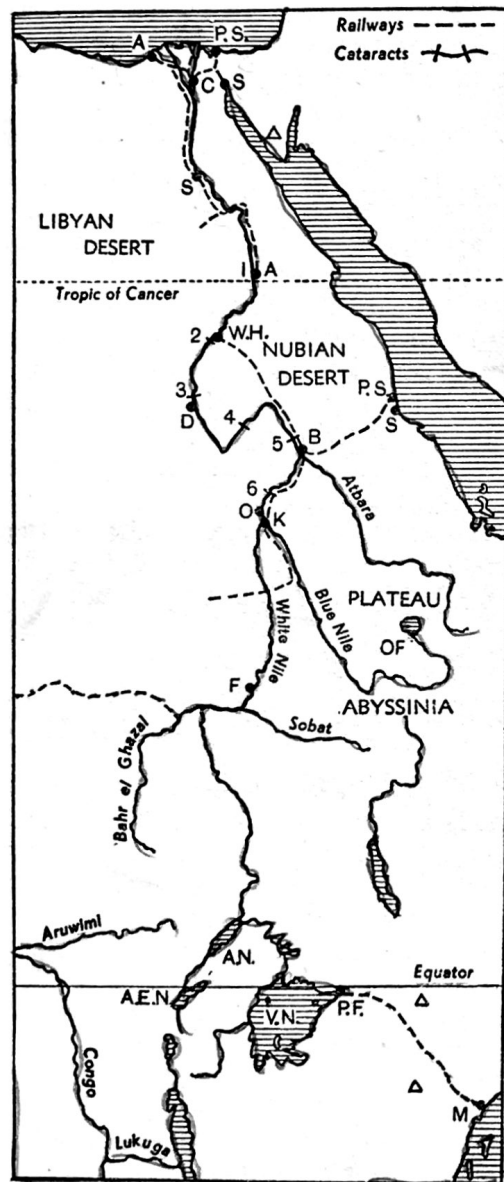 Railways
Cataracts
A
P.S.
C
S
S
LIBYAN
DESERT
1
A
Tropic of Cancer
2
W.H.
NUBIAN
DESERT
3
D
4
P.S.
S
5
B
Atbara
6
O
K
White Nile
Blue Nile
PLATEAU
OF
ABYSSINIA
F
Sobat
Bahr el Ghazal
Aruwimi
A.N.
Equator
A.E.N.
V.N.
P.F.
Congo
M
Lukuga